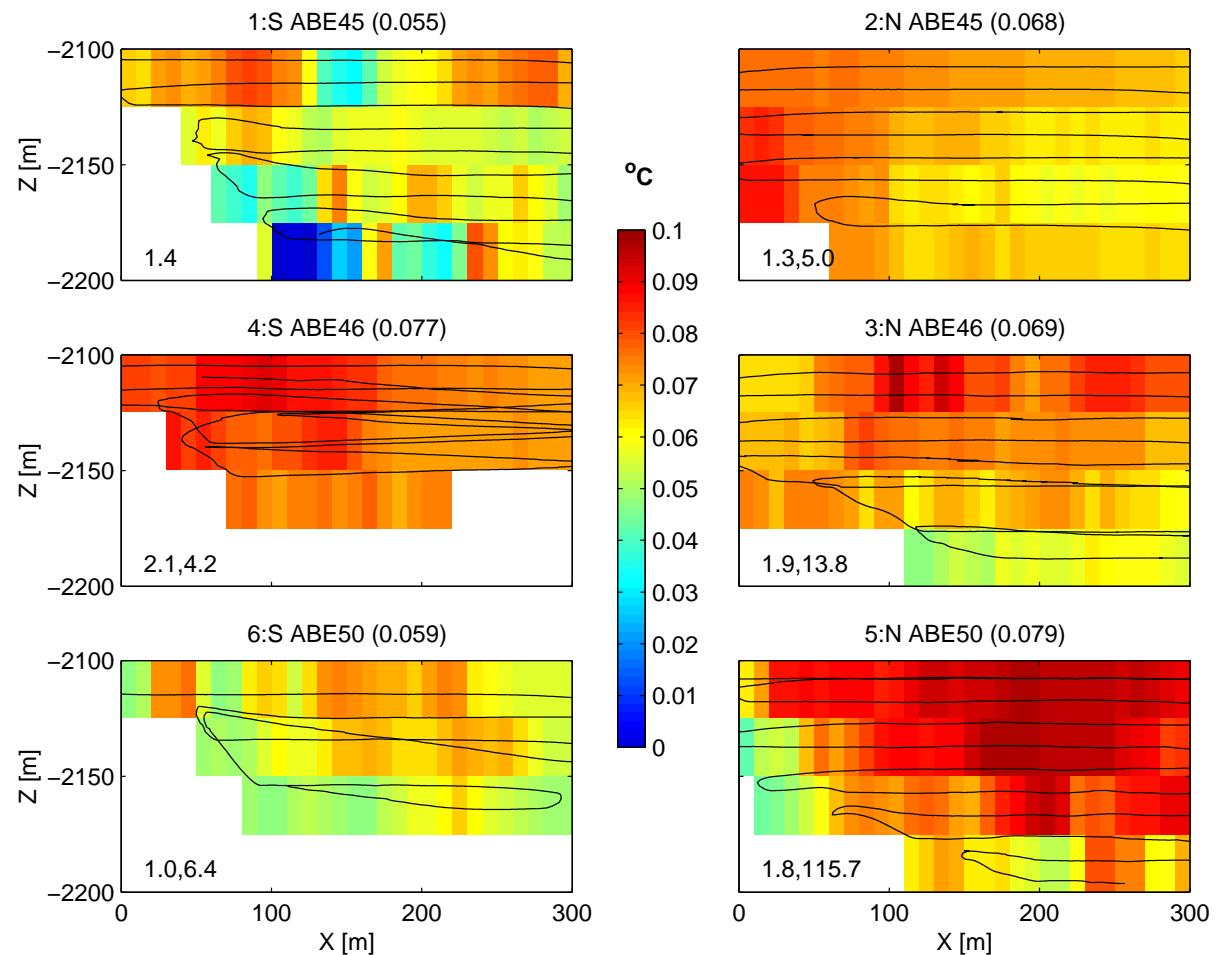 1:S ABE45 (0.055)
2:N ABE45 (0.068)
−2100
−2150
−2200
Z [m]
1.4
1.3,5.0
°C
0.1
0.09
0.08
0.07
0.06
0.05
0.04
0.03
0.02
0.01
0
4:S ABE46 (0.077)
3:N ABE46 (0.069)
−2100
−2150
−2200
Z [m]
2.1,4.2
1.9,13.8
6:S ABE50 (0.059)
5:N ABE50 (0.079)
−2100
−2150
−2200
Z [m]
1.0,6.4
1.8,115.7
0 100 200 300
X [m]
0 100 200 300
X [m]